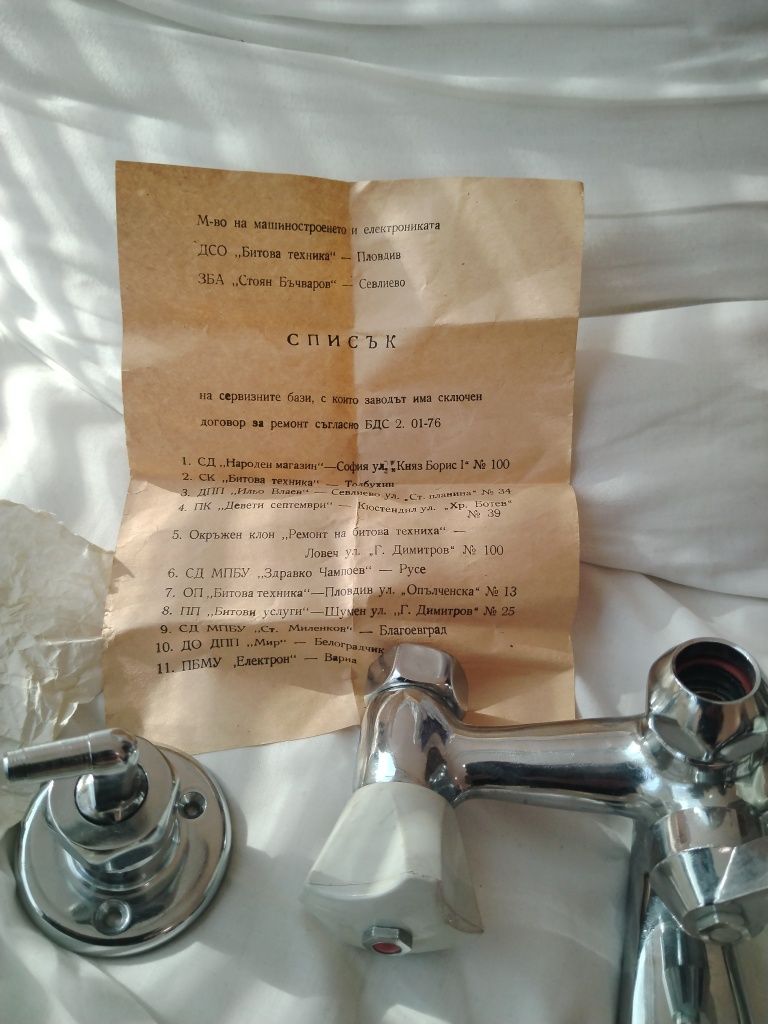 М-во на машиностроенето и електрониката
ДСО „Битова техника“ — Пловдив
ЗБА „Стоян Бъчваров“ — Севлиево
СПИСЪК
на сервизните бази, с които заводът има сключен
договор за ремонт съгласно БДС 2. 01-76
1. СД „Народен магазин“—София ул. „Княз Борис I“ № 100
2. СК „Битова техника“ — Толбухин
3. ДПП „Ильо Влаев“ — Севлиево ул. „Ст. планина“ № 34
4. ПК „Девети септември“ — Кюстендил ул. „Хр. Ботев“
№ 39
5. Окръжен клон „Ремонт на битова техниха“ —
Ловеч ул. „Г. Димитров“ № 100
6. СД МПБУ „Здравко Чампоев“ — Русе
7. ОП „Битова техника“—Пловдив ул. „Опълченска“ № 13
8. ПП „Битови услуги“—Шумен ул. „Г. Димитров“ № 25
9. СД МПБУ „Ст. Миленков“ — Благоевград
10. ДО ДПП „Мир“ — Белоградчик
11. ПБМУ „Електрон“ — Варна